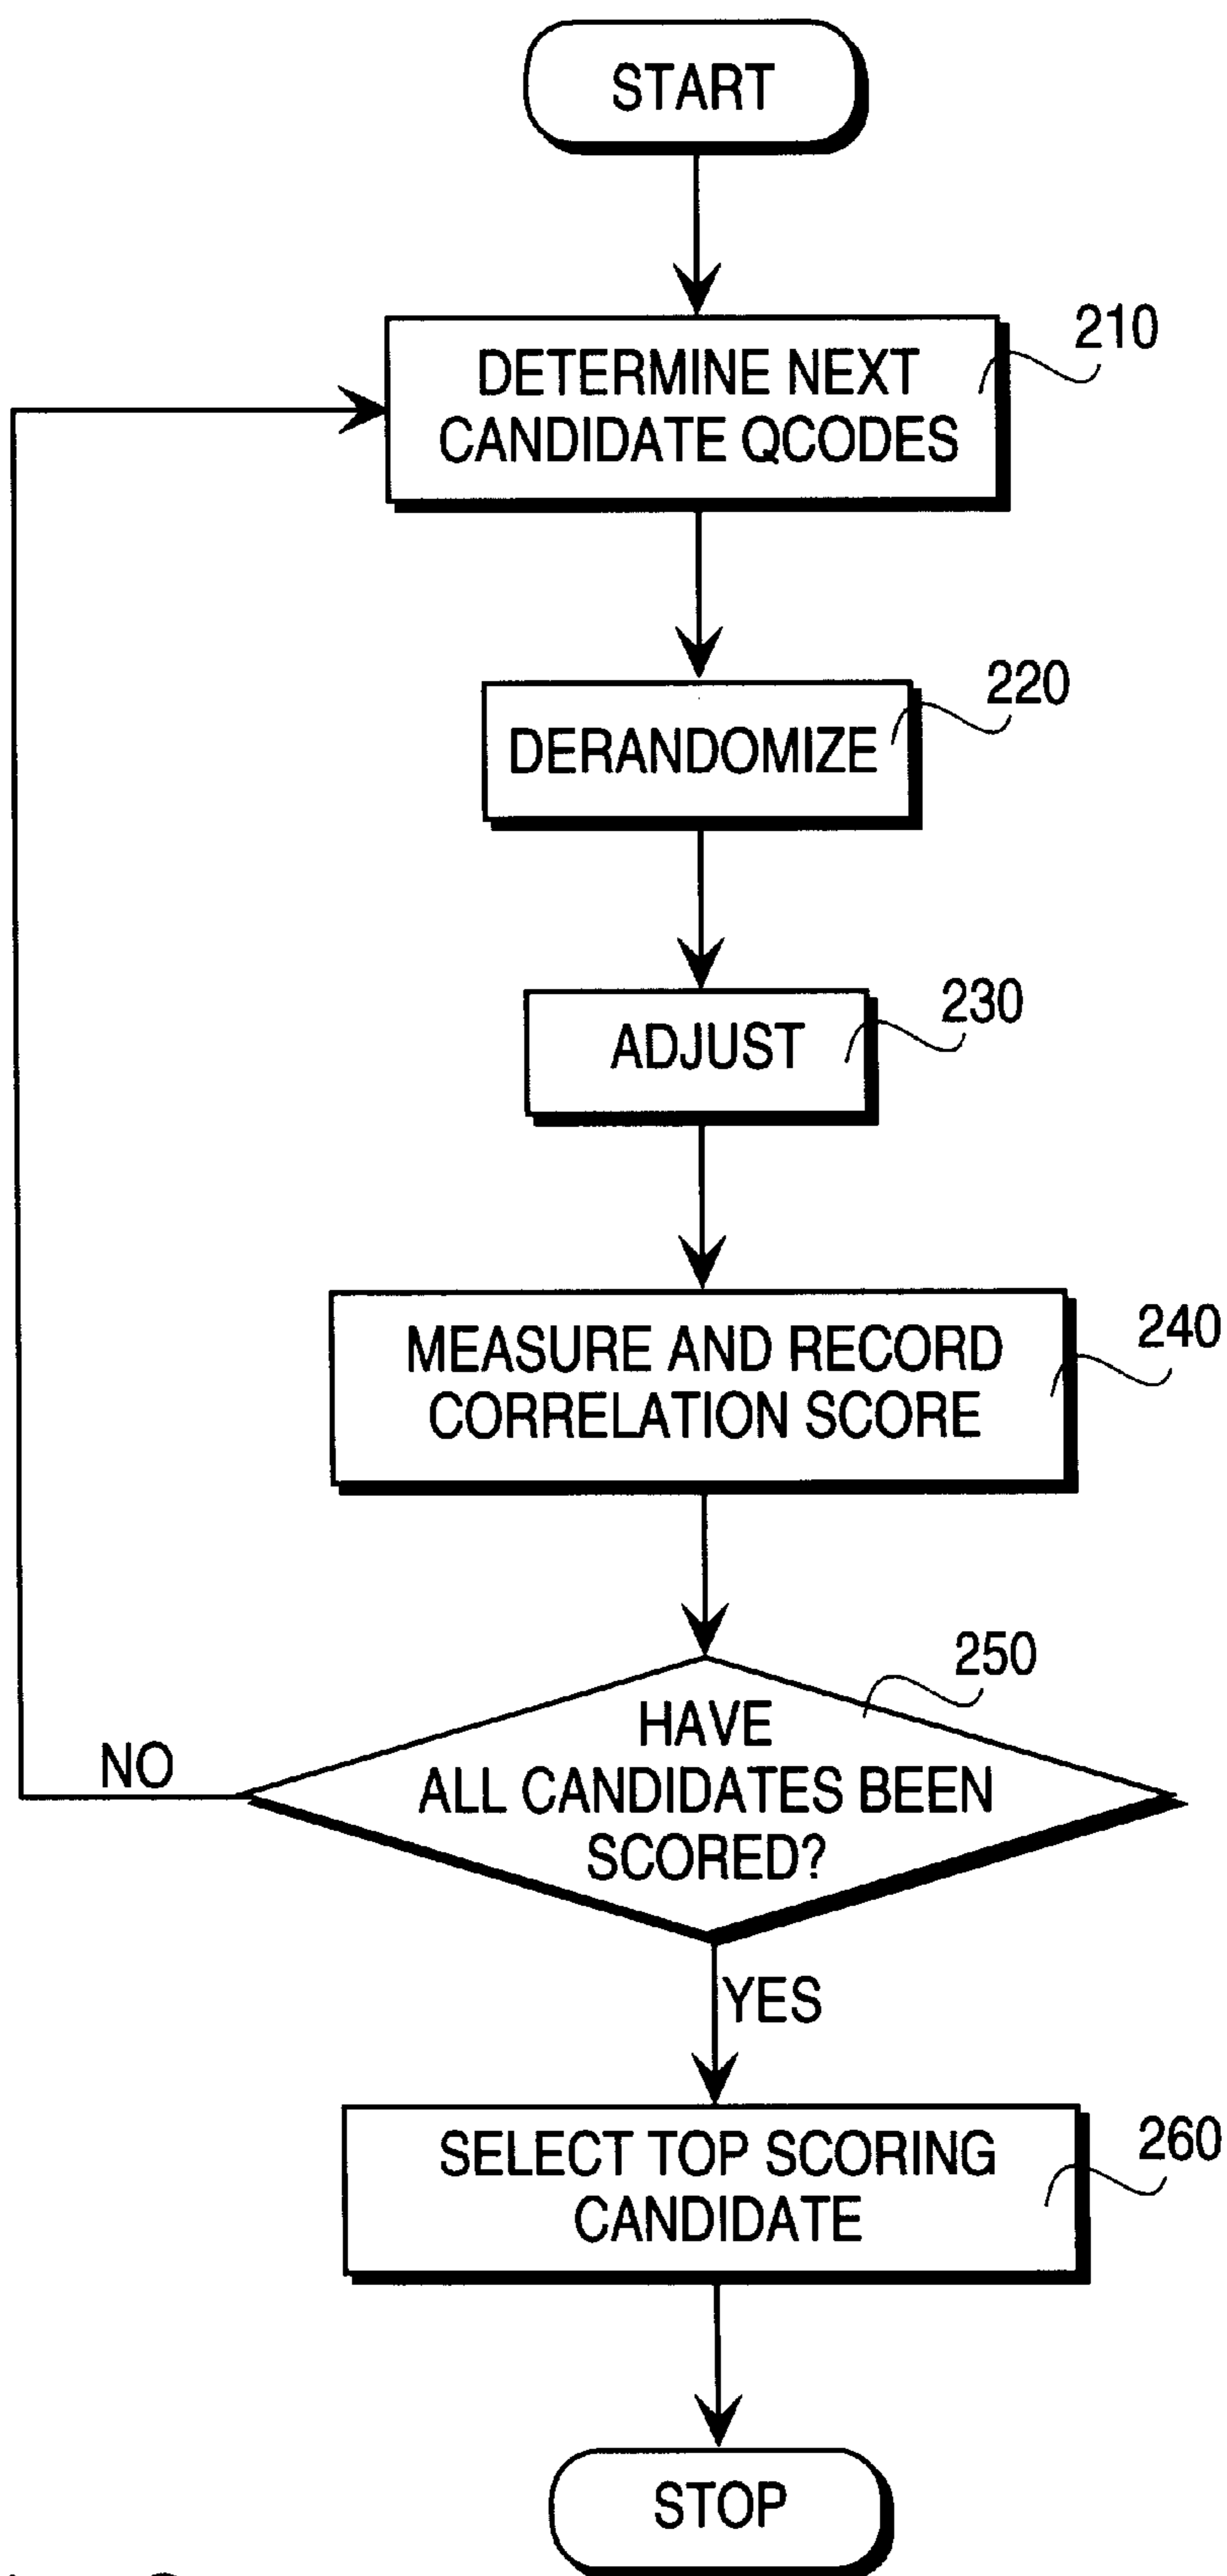 START
210
DETERMINE NEXT
CANDIDATE QCODES
220
DERANDOMIZE
230
ADJUST
240
MEASURE AND RECORD
CORRELATION SCORE
250
HAVE
ALL CANDIDATES BEEN
SCORED?
NO
YES
260
SELECT TOP SCORING
CANDIDATE
STOP